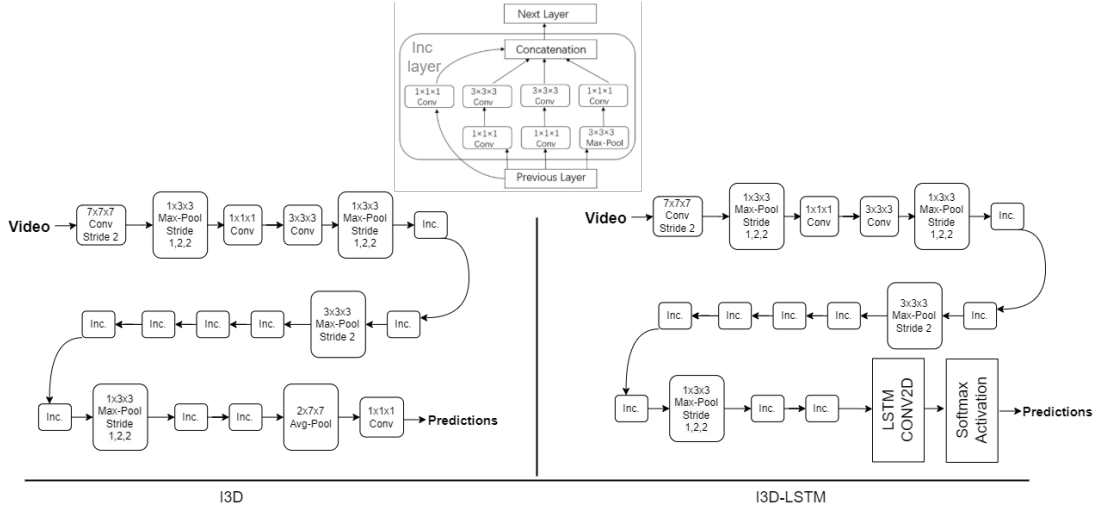 Next Layer
Inc
layer
Concatenation
1×1×1
Conv
3×3×3
Conv
3×3×3
Conv
1×1×1
Conv
1×1×1
Conv
1×1×1
Conv
3×3×3
Max-Pool
Previous Layer
Video
7x7x7
Conv
Stride 2
1x3x3
Max-Pool
Stride
1,2,2
1x1x1
Conv
3x3x3
Conv
1x3x3
Max-Pool
Stride
1,2,2
Inc.
Inc.
Inc.
Inc.
Inc.
3x3x3
Max-Pool
Stride 2
Inc.
Inc.
1x3x3
Max-Pool
Stride
1,2,2
Inc.
Inc.
2x7x7
Avg-Pool
1x1x1
Conv
Predictions
I3D
Video
7x7x7
Conv
Stride 2
1x3x3
Max-Pool
Stride
1,2,2
1x1x1
Conv
3x3x3
Conv
1x3x3
Max-Pool
Stride
1,2,2
Inc.
Inc.
Inc.
Inc.
Inc.
3x3x3
Max-Pool
Stride 2
Inc.
Inc.
1x3x3
Max-Pool
Stride
1,2,2
Inc.
Inc.
LSTM
CONV2D
Softmax
Activation
Predictions
I3D-LSTM